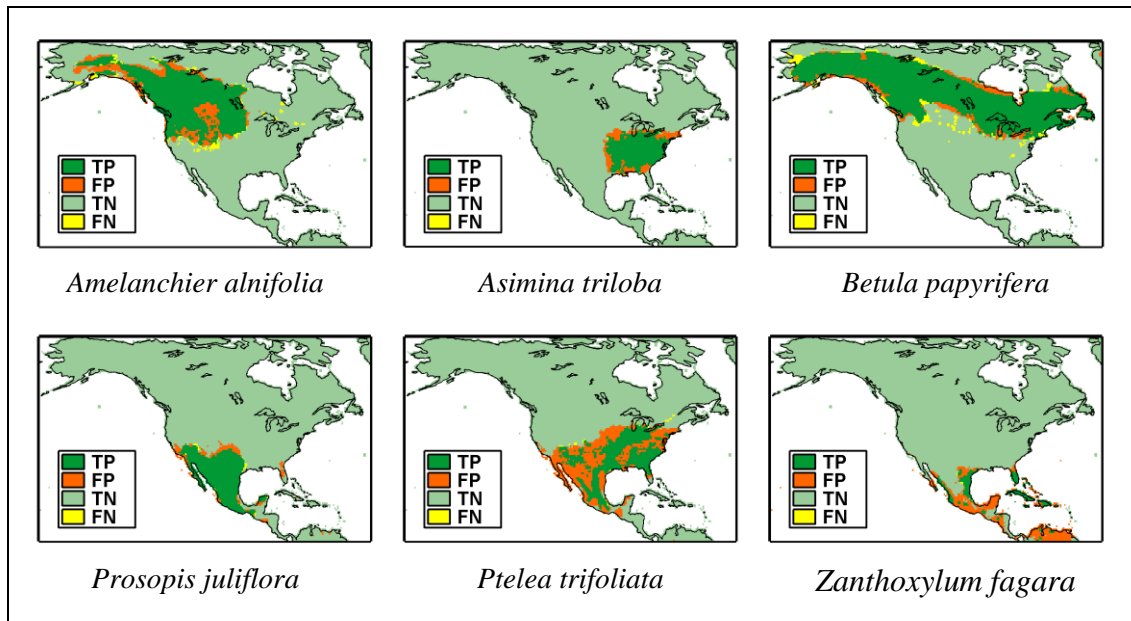 TP
FP
TN
FN
Amelanchier alnifolia
TP
FP
TN
FN
Asimina triloba
TP
FP
TN
FN
Betula papyrifera
TP
FP
TN
FN
Prosopis juliflora
TP
FP
TN
FN
Ptelea trifoliata
TP
FP
TN
FN
Zanthoxylum fagara